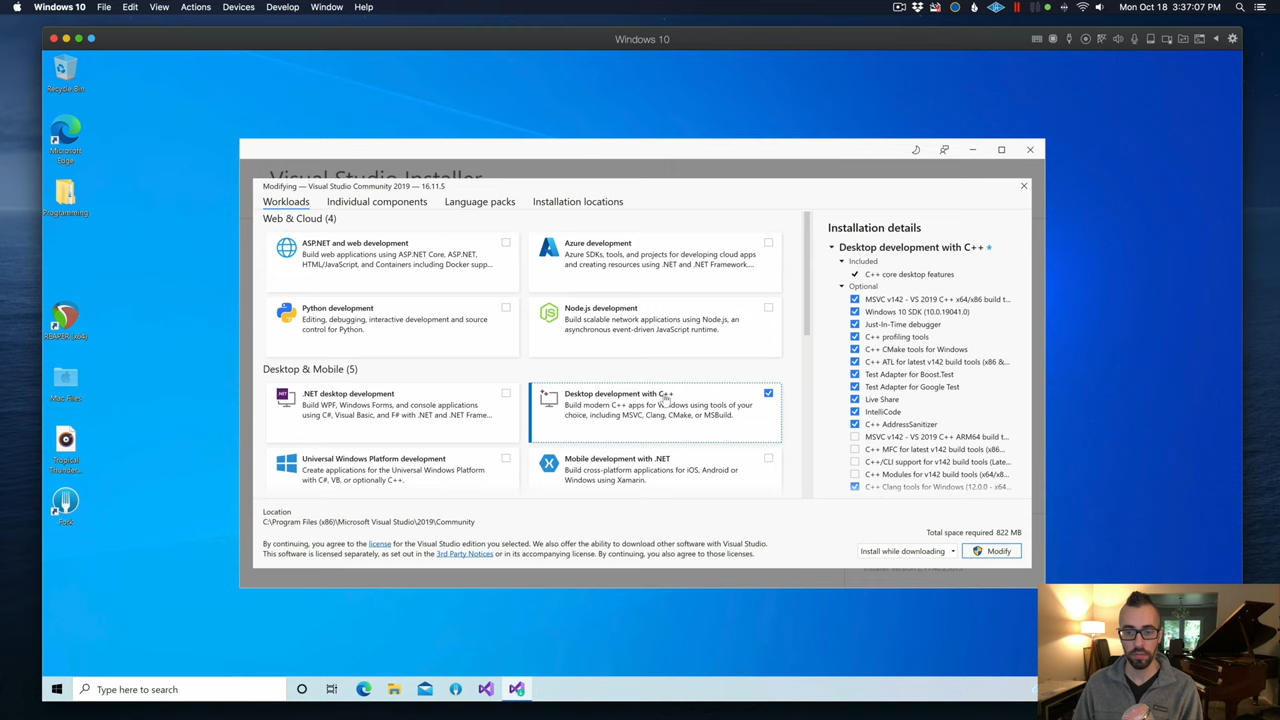 Windows 10 File Edit View Actions Devices Develop Window Help
Mon Oct 18 3:37:07 PM
Windows 10
Recycle Bin
Microsoft
Edge
Programming
REAPER (x64)
Mac Files
Tropical
Thunder...
Fork
Visual Studio Installer
Modifying — Visual Studio Community 2019 — 16.11.5
Workloads Individual components Language packs Installation locations
Web & Cloud (4)
ASP.NET and web development
Build web applications using ASP.NET Core, ASP.NET,
HTML/JavaScript, and Containers including Docker supp...
Azure development
Azure SDKs, tools, and projects for developing cloud apps
and creating resources using .NET and .NET Framework....
Python development
Editing, debugging, interactive development and source
control for Python.
Node.js development
Build scalable network applications using Node.js, an
asynchronous event-driven JavaScript runtime.
Desktop & Mobile (5)
.NET desktop development
Build WPF, Windows Forms, and console applications
using C#, Visual Basic, and F# with .NET and .NET Frame...
Desktop development with C++
Build modern C++ apps for Windows using tools of your
choice, including MSVC, Clang, CMake, or MSBuild.
Universal Windows Platform development
Create applications for the Universal Windows Platform
with C#, VB, or optionally C++.
Mobile development with .NET
Build cross-platform applications for iOS, Android or
Windows using Xamarin.
Installation details
Desktop development with C++ *
Included
C++ core desktop features
Optional
MSVC v142 - VS 2019 C++ x64/x86 build t...
Windows 10 SDK (10.0.19041.0)
Just-In-Time debugger
C++ profiling tools
C++ CMake tools for Windows
C++ ATL for latest v142 build tools (x86 &...
Test Adapter for Boost.Test
Test Adapter for Google Test
Live Share
IntelliCode
C++ AddressSanitizer
MSVC v142 - VS 2019 C++ ARM64 build t...
C++ MFC for latest v142 build tools (x86...
C++/CLI support for v142 build tools (Late...
C++ Modules for v142 build tools (x64/x8...
C++ Clang tools for Windows (12.0.0 - x64...
Location
C:\Program Files (x86)\Microsoft Visual Studio\2019\Community
By continuing, you agree to the license for the Visual Studio edition you selected. We also offer the ability to download other software with Visual Studio.
This software is licensed separately, as set out in the 3rd Party Notices or in its accompanying license. By continuing, you also agree to those licenses.
Total space required 822 MB
Install while downloading Modify
Type here to search